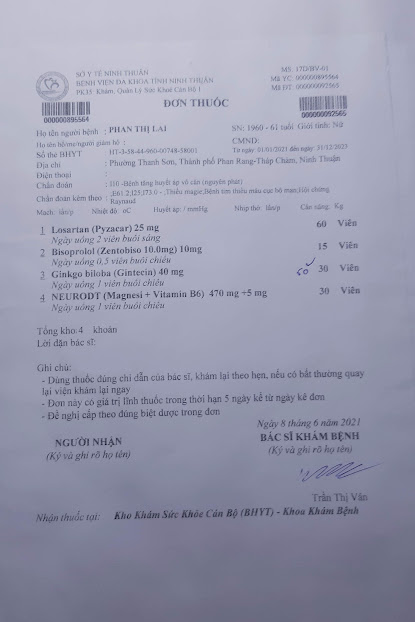 SỞ Y TẾ NINH THUẬN
BỆNH VIỆN ĐA KHOA TỈNH NINH THUẬN
PK35. Khám, Quản Lý Sức Khoẻ Cán Bộ 1
MS: 17D/BV-01
Mã YC: 000000895564
Mã ĐT: 000000092565
ĐƠN THUỐC
000000895564
000000092565
Họ tên người bệnh : PHAN THỊ LAI
SN: 1960 - 61 tuổi Giới tính: Nữ
Họ tên bố/mẹ/người giám hộ :
CMND:
Số thẻ BHYT HT-3-58-44-960-00748-58001
Từ ngày 01/01/2021 đến ngày 31/12/2023
Địa chỉ : Phường Thanh Sơn, Thành phố Phan Rang-Tháp Chàm, Ninh Thuận
Điện thoại :
Chẩn đoán : I10 -Bệnh tăng huyết áp vô căn (nguyên phát)
Chẩn đoán kèm theo : ,E61.2,I25,I73.0 - ,Thiếu magie,Bệnh tim thiếu máu cục bộ mạn,Hội chứng
Raynaud
Mạch: lần/p Nhiệt độ oC Huyết áp: / mmHg Nhịp thở: lần/p Cân nặng: Kg
1 Losartan (Pyzacar) 25 mg 60 Viên
Ngày uống 2 viên buổi sáng
2 Bisoprolol (Zentobiso 10.0mg) 10mg 15 Viên
Ngày uống 0,5 viên buổi chiều
3 Ginkgo biloba (Gintecin) 40 mg 30 Viên
Ngày uống 1 viên buổi chiều
4 NEURODT (Magnesi + Vitamin B6) 470 mg +5 mg 30 Viên
Ngày uống 1 viên buổi chiều
Tổng kho.4 khoản
Lời dặn bác sĩ:
Ghi chú:
- Dùng thuốc đúng chỉ dẫn của bác sĩ, khám lại theo hẹn, nếu có bất thường quay
lại viện khám lại ngay
- Đơn này có giá trị lĩnh thuốc trong thời hạn 5 ngày kể từ ngày kê đơn
- Đề nghị cấp theo đúng biệt dược trong đơn
Ngày 8 tháng 6 năm 2021
NGƯỜI NHẬN
BÁC SĨ KHÁM BỆNH
(Ký và ghi rõ họ tên)
(Ký và ghi rõ họ tên)
Trần Thị Vân
Nhận thuốc tại: Kho Khám Sức Khỏe Cán Bộ (BHYT) - Khoa Khám Bệnh